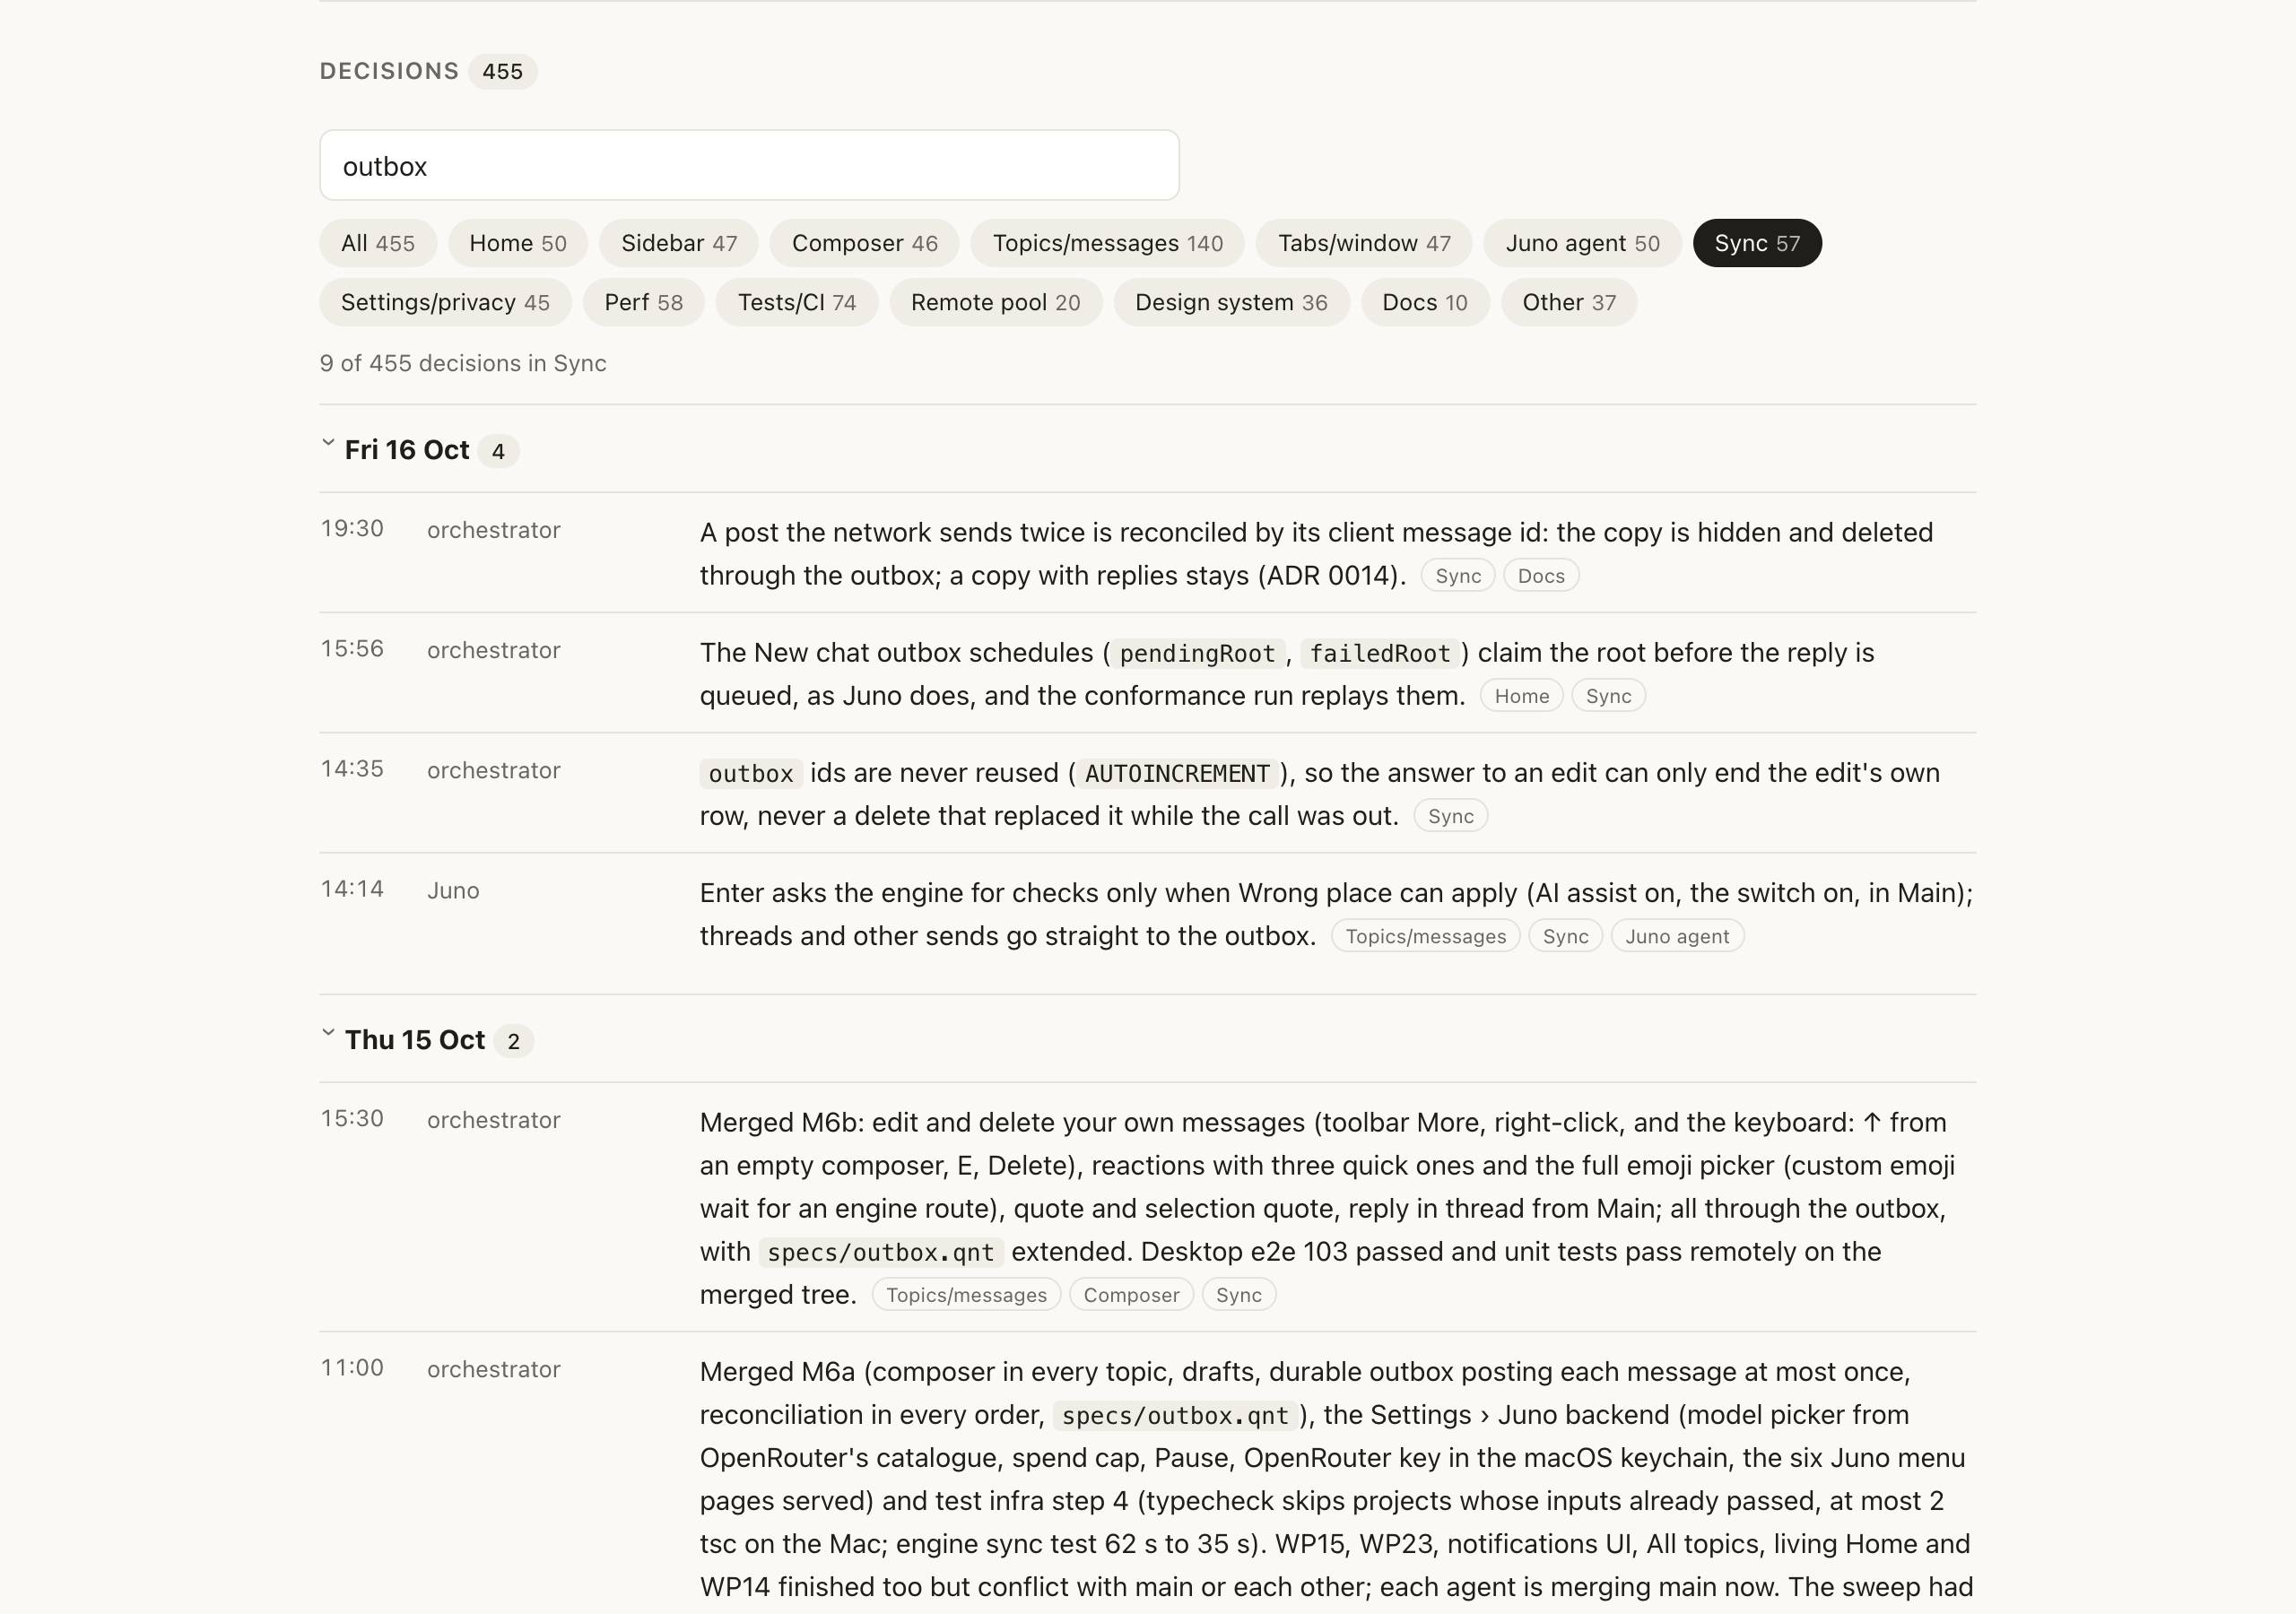 DECISIONS 455
outbox
All 455 Home 50 Sidebar 47 Composer 46 Topics/messages 140 Tabs/window 47 Juno agent 50 Sync 57
Settings/privacy 45 Perf 58 Tests/CI 74 Remote pool 20 Design system 36 Docs 10 Other 37
9 of 455 decisions in Sync
Fri 16 Oct 4
19:30 orchestrator A post the network sends twice is reconciled by its client message id: the copy is hidden and deleted
through the outbox; a copy with replies stays (ADR 0014). Sync Docs
15:56 orchestrator The New chat outbox schedules (pendingRoot, failedRoot) claim the root before the reply is
queued, as Juno does, and the conformance run replays them. Home Sync
14:35 orchestrator outbox ids are never reused (AUTOINCREMENT), so the answer to an edit can only end the edit's own
row, never a delete that replaced it while the call was out. Sync
14:14 Juno Enter asks the engine for checks only when Wrong place can apply (AI assist on, the switch on, in Main);
threads and other sends go straight to the outbox. Topics/messages Sync Juno agent
Thu 15 Oct 2
15:30 orchestrator Merged M6b: edit and delete your own messages (toolbar More, right-click, and the keyboard: ↑ from
an empty composer, E, Delete), reactions with three quick ones and the full emoji picker (custom emoji
wait for an engine route), quote and selection quote, reply in thread from Main; all through the outbox,
with specs/outbox.qnt extended. Desktop e2e 103 passed and unit tests pass remotely on the
merged tree. Topics/messages Composer Sync
11:00 orchestrator Merged M6a (composer in every topic, drafts, durable outbox posting each message at most once,
reconciliation in every order, specs/outbox.qnt), the Settings › Juno backend (model picker from
OpenRouter's catalogue, spend cap, Pause, OpenRouter key in the macOS keychain, the six Juno menu
pages served) and test infra step 4 (typecheck skips projects whose inputs already passed, at most 2
tsc on the Mac; engine sync test 62 s to 35 s). WP15, WP23, notifications UI, All topics, living Home and
WP14 finished too but conflict with main or each other; each agent is merging main now. The sweep had